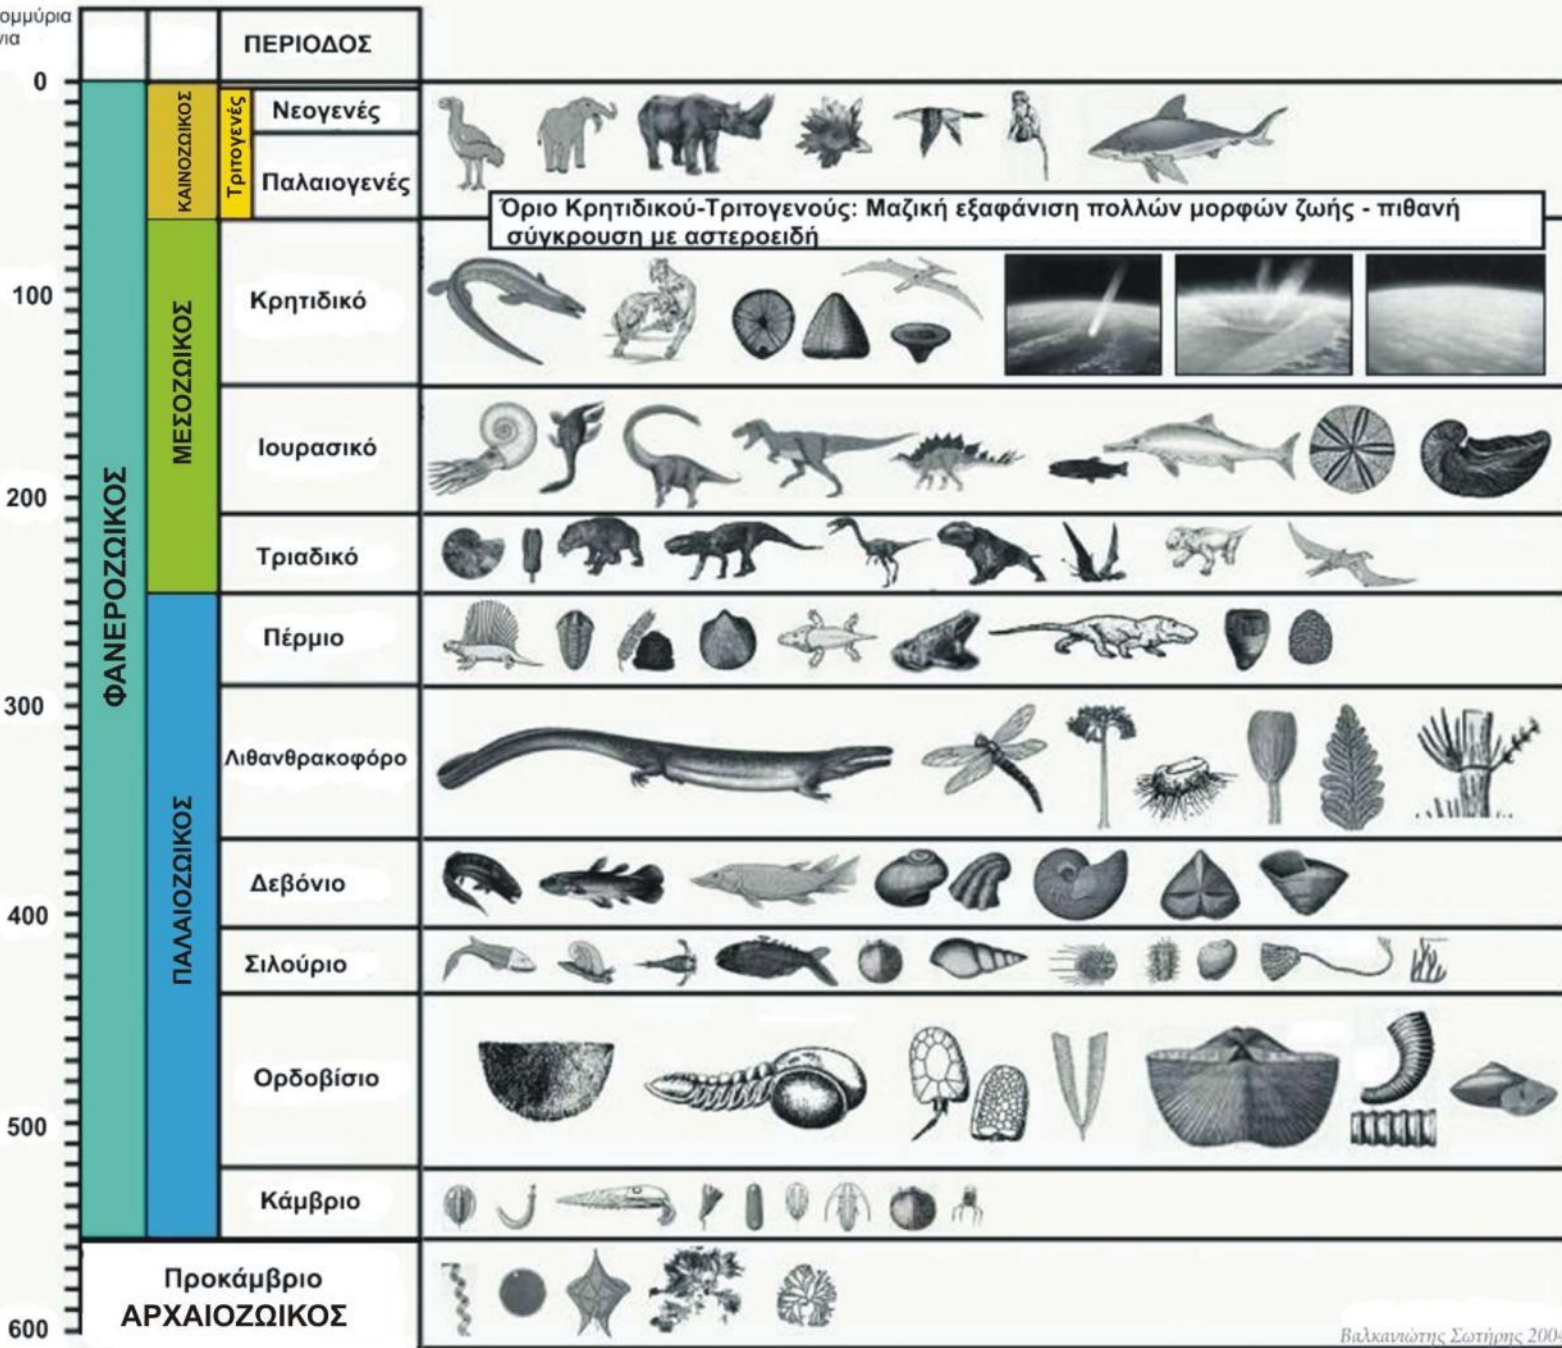 ομμύρια
νια
ΠΕΡΙΟΔΟΣ
0
100
200
300
400
500
600
ΦΑΝΕΡΟΖΩΙΚΟΣ
ΚΑΙΝΟΖΩΙΚΟΣ
Τριτογενές
Νεογενές
Παλαιογενές
Όριο Κρητιδικού-Τριτογενούς: Μαζική εξαφάνιση πολλών μορφών ζωής - πιθανή
σύγκρουση με αστεροειδή
ΜΕΣΟΖΩΙΚΟΣ
Κρητιδικό
Ιουρασικό
Τριαδικό
ΠΑΛΑΙΟΖΩΙΚΟΣ
Πέρμιο
Λιθανθρακοφόρο
Δεβόνιο
Σιλούριο
Ορδοβίσιο
Κάμβριο
Προκάμβριο
ΑΡΧΑΙΟΖΩΙΚΟΣ
Βαλκανιώτης Σωτήρης 2004